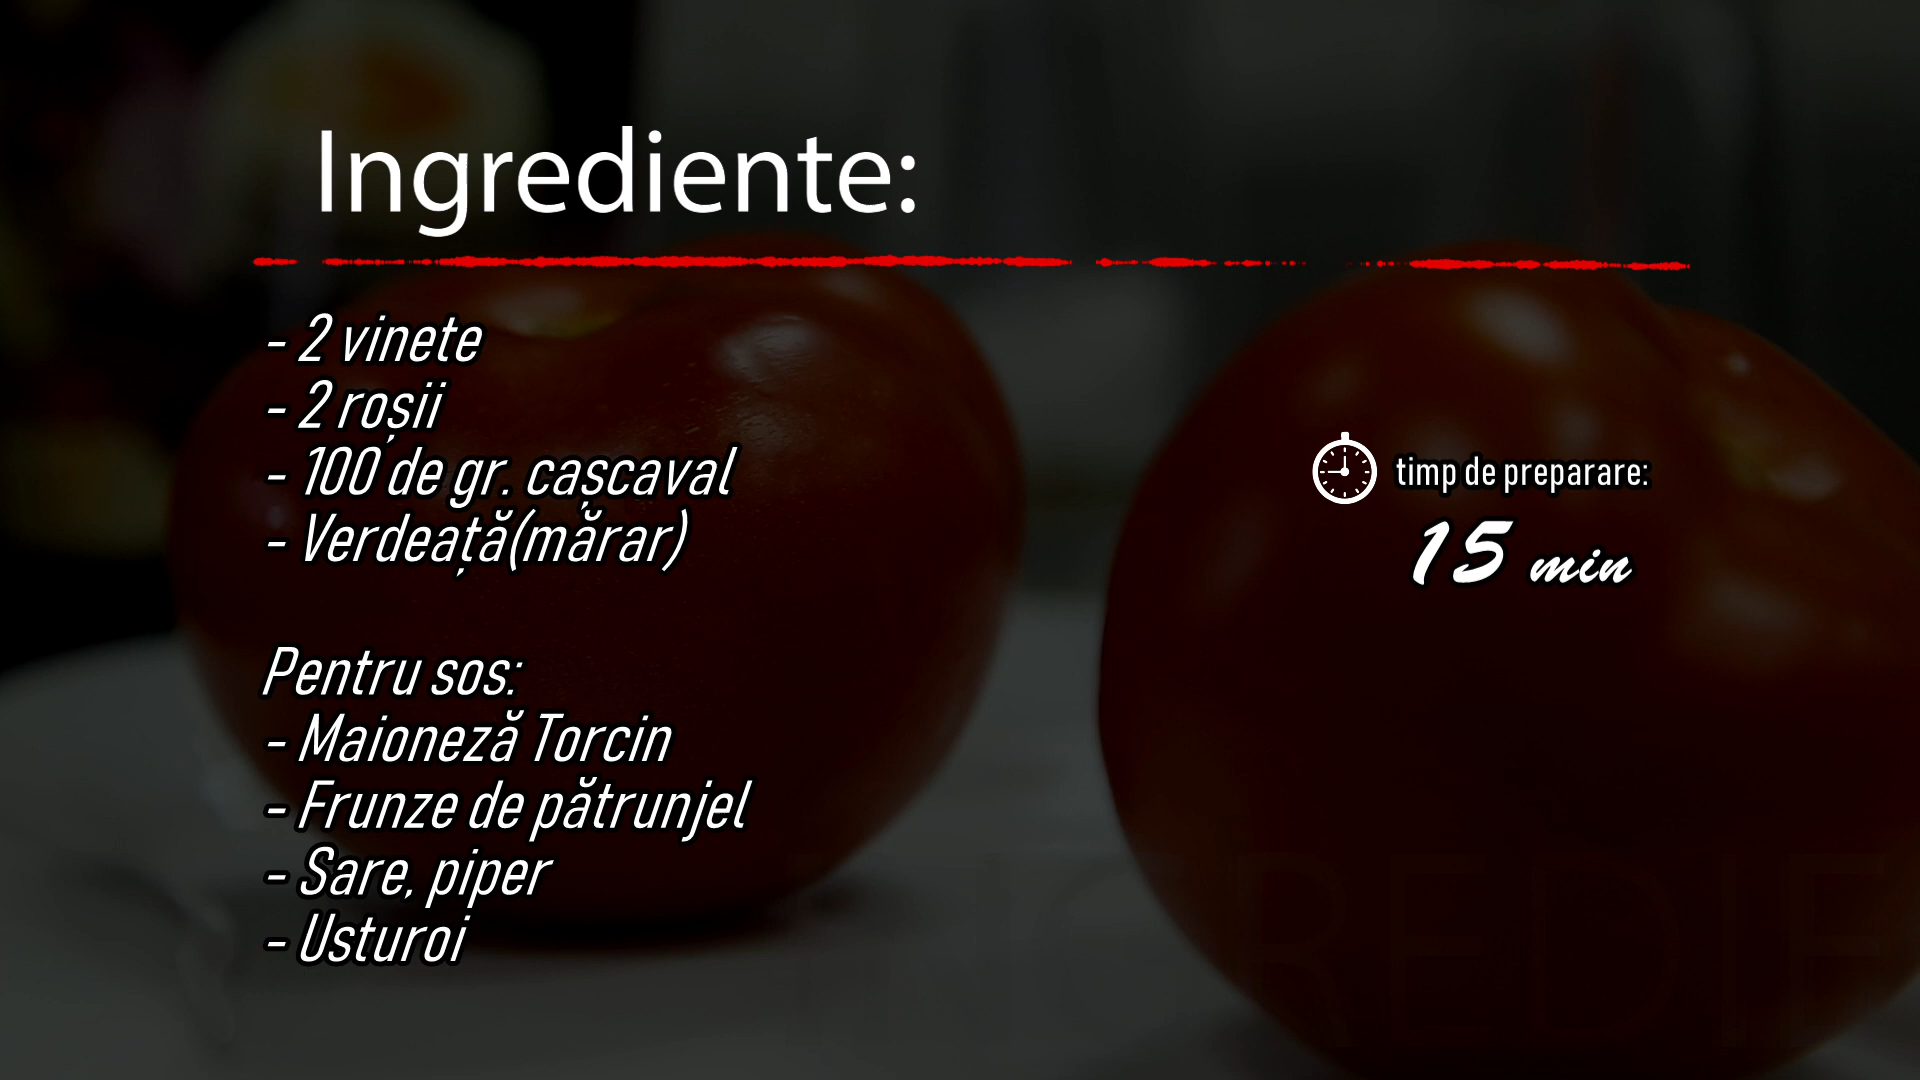 Ingrediente:
- 2 vinete
- 2 roșii
- 100 de gr. cașcaval
- Verdeață(mărar)
Pentru sos:
- Maioneză Torcin
- Frunze de pătrunjel
- Sare, piper
- Usturoi
timp de preparare:
15 min